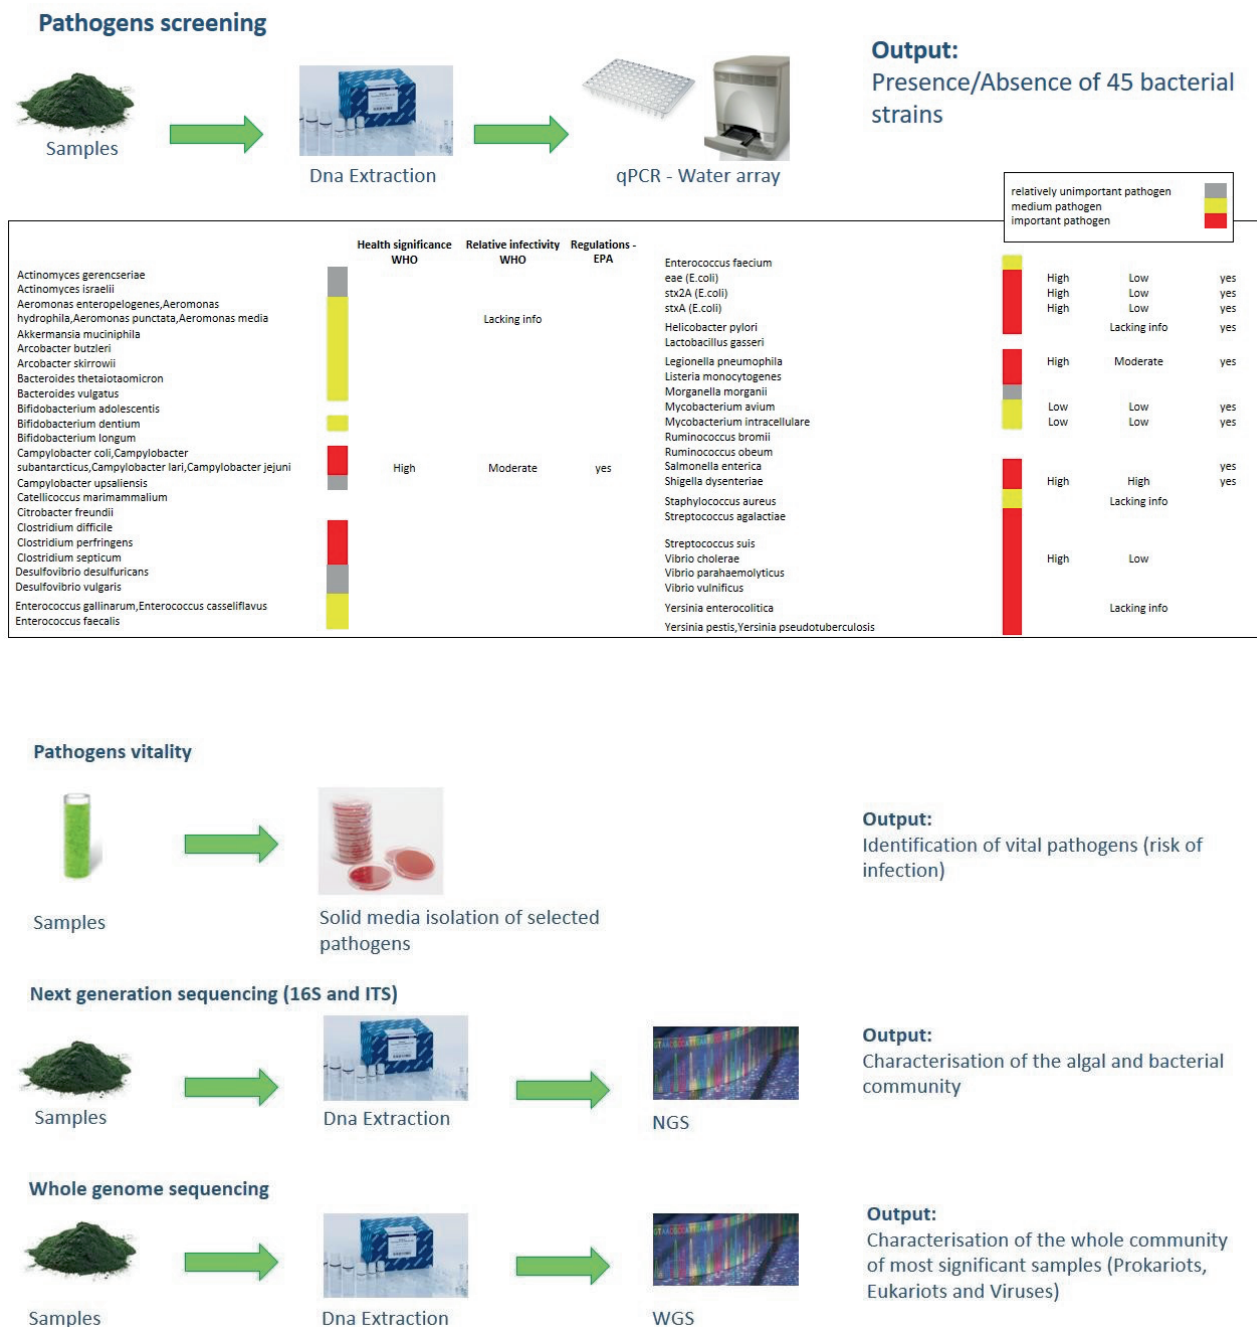 Pathogens screening
Samples
Dna Extraction
qPCR - Water array
Output:
Presence/Absence of 45 bacterial
strains
relatively unimportant pathogen
medium pathogen
important pathogen
Health significance WHO
Relative infectivity WHO
Regulations - EPA
Actinomyces gerencseriae
Actinomyces israelii
Aeromonas enteropelogenes,Aeromonas
hydrophila,Aeromonas punctata,Aeromonas media Lacking info
Akkermansia muciniphila
Arcobacter butzleri
Arcobacter skirrowii
Bacteroides thetaiotaomicron
Bacteroides vulgatus
Bifidobacterium adolescentis
Bifidobacterium dentium
Bifidobacterium longum
Campylobacter coli,Campylobacter
subantarcticus,Campylobacter lari,Campylobacter jejuni High Moderate yes
Campylobacter upsaliensis
Catellicoccus marimammalium
Citrobacter freundii
Clostridium difficile
Clostridium perfringens
Clostridium septicum
Desulfovibrio desulfuricans
Desulfovibrio vulgaris
Enterococcus gallinarum,Enterococcus casseliflavus
Enterococcus faecalis
Enterococcus faecium
eae (E.coli) High Low yes
stx2A (E.coli) High Low yes
stxA (E.coli) High Low yes
Helicobacter pylori Lacking info yes
Lactobacillus gasseri
Legionella pneumophila High Moderate yes
Listeria monocytogenes
Morganella morganii
Mycobacterium avium Low Low yes
Mycobacterium intracellulare Low Low yes
Ruminococcus bromii
Ruminococcus obeum
Salmonella enterica yes
Shigella dysenteriae High High yes
Staphylococcus aureus Lacking info
Streptococcus agalactiae
Streptococcus suis
Vibrio cholerae High Low
Vibrio parahaemolyticus
Vibrio vulnificus
Yersinia enterocolitica Lacking info
Yersinia pestis,Yersinia pseudotuberculosis
Pathogens vitality
Samples
Solid media isolation of selected
pathogens
Output:
Identification of vital pathogens (risk of
infection)
Next generation sequencing (16S and ITS)
Samples
Dna Extraction
NGS
Output:
Characterisation of the algal and bacterial
community
Whole genome sequencing
Samples
Dna Extraction
WGS
Output:
Characterisation of the whole community
of most significant samples (Prokariots,
Eukariots and Viruses)